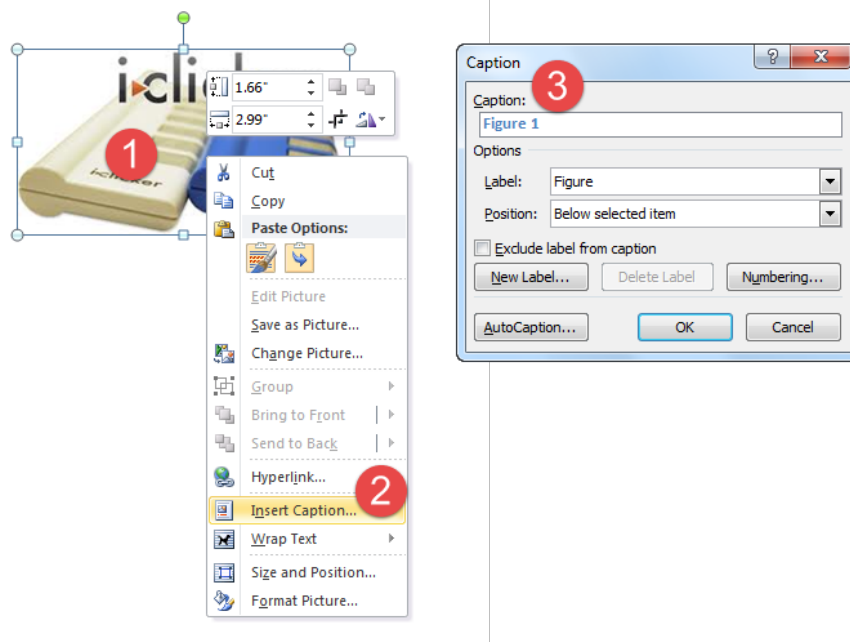 i▸clic
1.66"
2.99"
1
i▸clicker
Cut
Copy
Paste Options:
Edit Picture
Save as Picture...
Change Picture...
Group
Bring to Front
Send to Back
Hyperlink...
2
Insert Caption...
Wrap Text
Size and Position...
Format Picture...
Caption
?
X
3
Caption:
Figure 1
Options
Label: Figure
Position: Below selected item
Exclude label from caption
New Label... Delete Label Numbering...
AutoCaption... OK Cancel